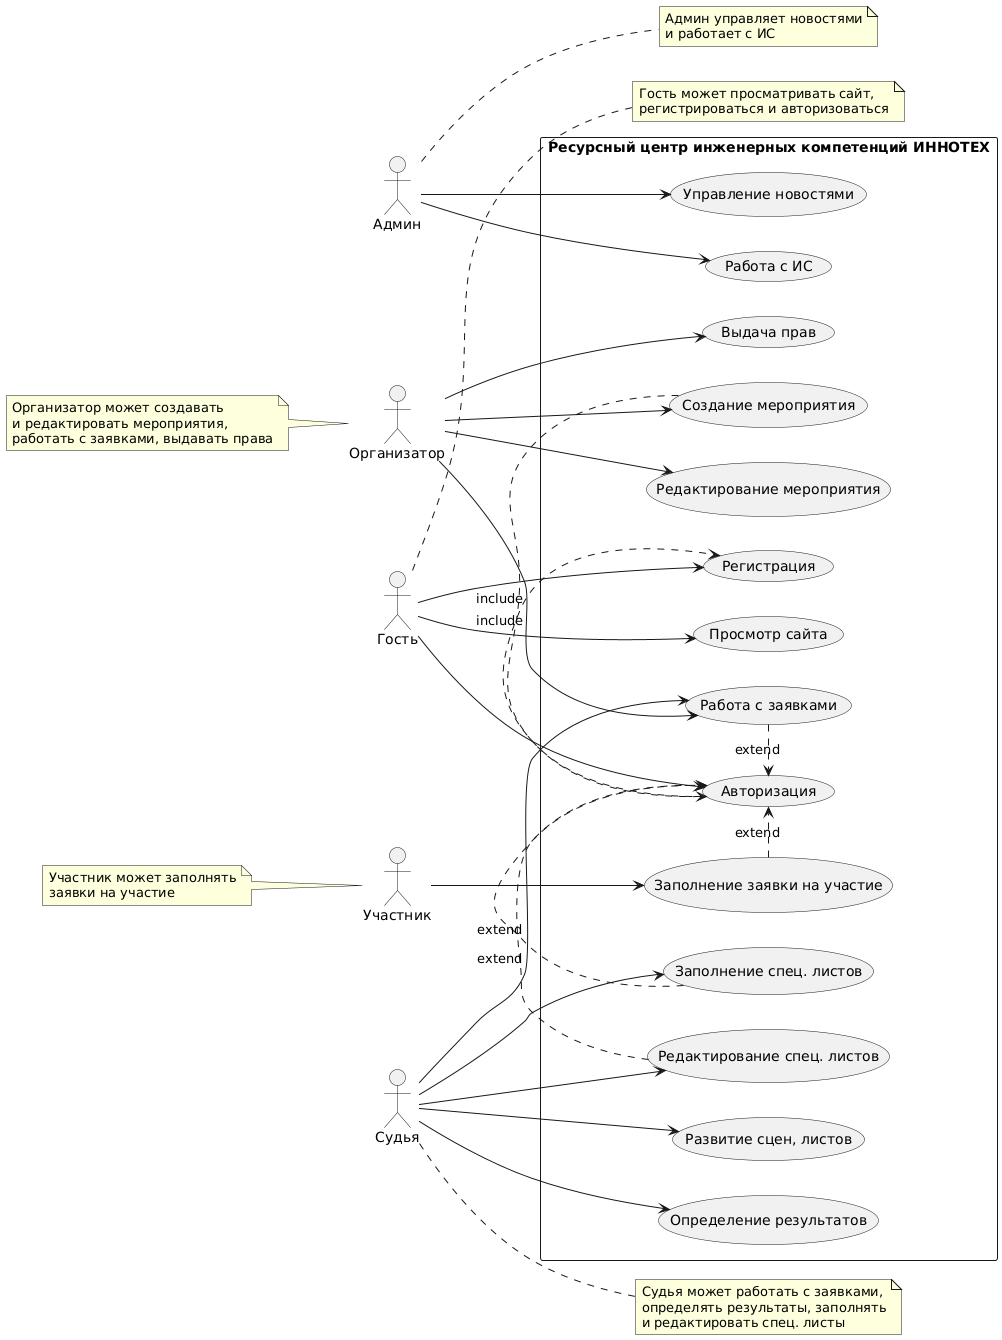 Админ управляет новостями
и работает с ИС
Гость может просматривать сайт,
регистрироваться и авторизоваться
Ресурсный центр инженерных компетенций ИННОТЕХ
Админ
Управление новостями
Работа с ИС
Выдача прав
Организатор может создавать
и редактировать мероприятия,
работать с заявками, выдавать права
Организатор
Создание мероприятия
Редактирование мероприятия
Регистрация
include
include
Гость
Просмотр сайта
Работа с заявками
extend
Авторизация
extend
Участник может заполнять
заявки на участие
Участник
Заполнение заявки на участие
extend
extend
Заполнение спец. листов
Редактирование спец. листов
Судья
Развитие сцен, листов
Определение результатов
Судья может работать с заявками,
определять результаты, заполнять
и редактировать спец. листы